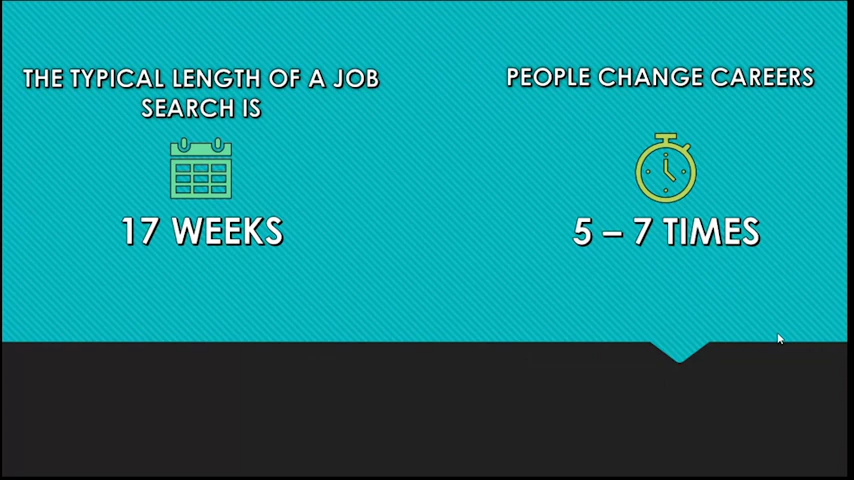 THE TYPICAL LENGTH OF A JOB
SEARCH IS
17 WEEKS
PEOPLE CHANGE CAREERS
5 – 7 TIMES